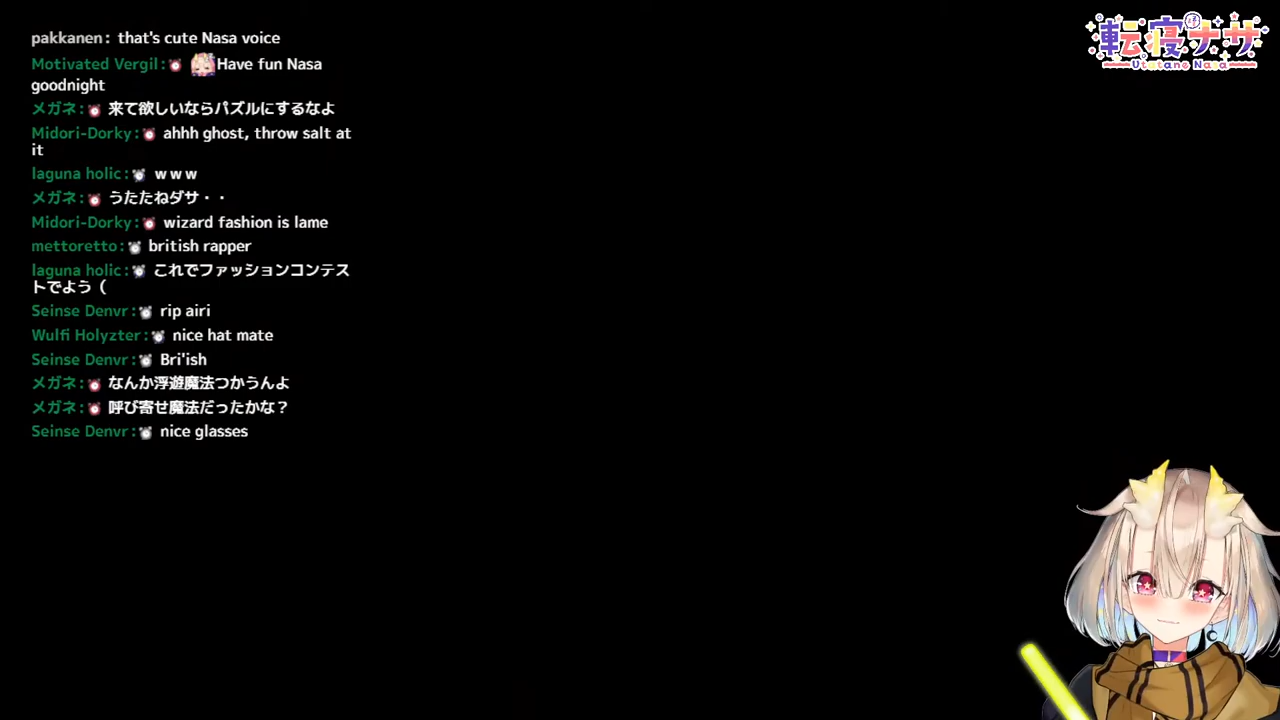 pakkanen: that's cute Nasa voice
Motivated Vergil: Have fun Nasa
goodnight
メガネ: 来て欲しいならパズルにするなよ
Midori-Dorky: ahhh ghost, throw salt at
it
laguna holic: w w w
メガネ: うたたねダサ・・
Midori-Dorky: wizard fashion is lame
mettoretto: british rapper
laguna holic: これでファッションコンテス
トでよう（
Seinse Denvr: rip airi
Wulfi Holyzter: nice hat mate
Seinse Denvr: Bri'ish
メガネ: なんか浮遊魔法つかうんよ
メガネ: 呼び寄せ魔法だったかな？
Seinse Denvr: nice glasses
転寝ナサ
Utatane Nasa